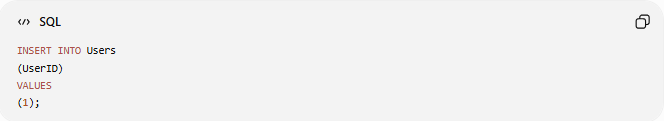 SQL
INSERT INTO Users
(UserID)
VALUES
(1);